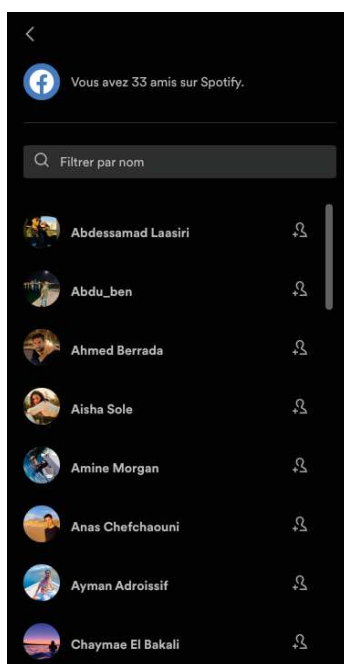 Vous avez 33 amis sur Spotify.
Filtrer par nom
Abdessamad Laasiri
Abdu_ben
Ahmed Berrada
Aisha Sole
Amine Morgan
Anas Chefchaouni
Ayman Adroissif
Chaymae El Bakali